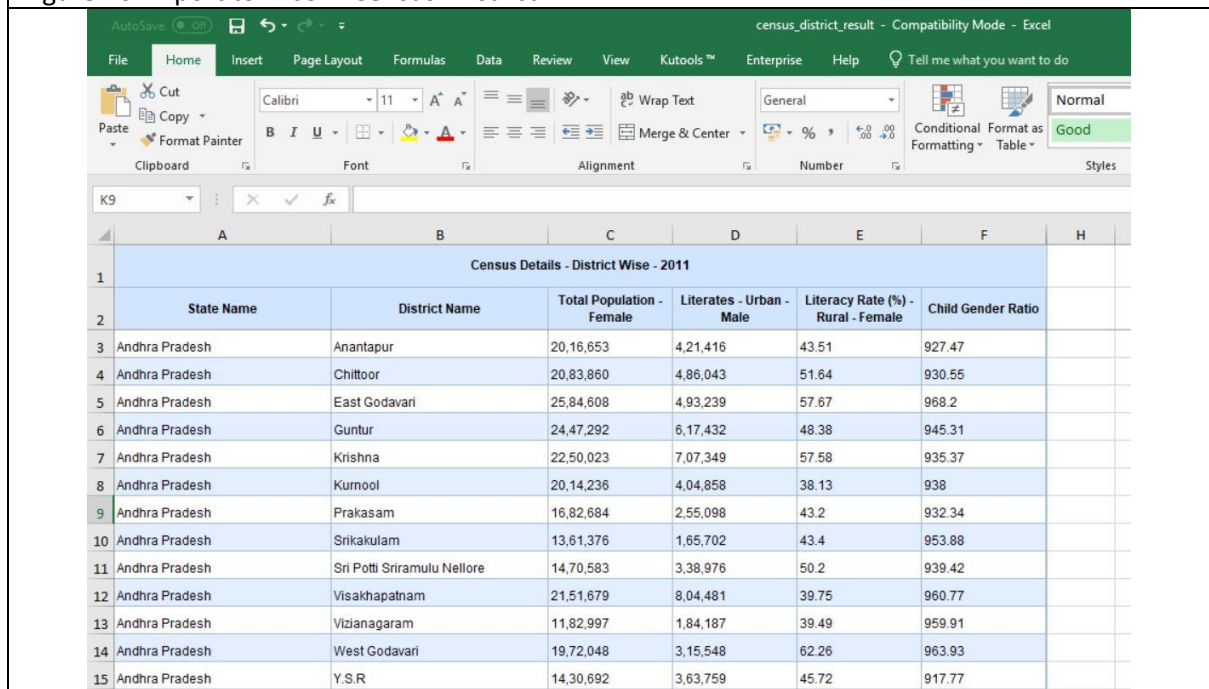 AutoSave Off census_district_result - Compatibility Mode - Excel
File Home Insert Page Layout Formulas Data Review View Kutools ™ Enterprise Help Tell me what you want to do
Paste Cut Copy Format Painter
Calibri 11 A A
B I U A
Wrap Text
Merge & Center
General
% , .00 .0
Conditional Formatting Format as Table
Normal
Good
Clipboard Font Alignment Number Styles
K9 fx
A B C D E F H
1 Census Details - District Wise - 2011
2 State Name District Name Total Population - Female Literates - Urban - Male Literacy Rate (%) - Rural - Female Child Gender Ratio
3 Andhra Pradesh Anantapur 20,16,653 4,21,416 43.51 927.47
4 Andhra Pradesh Chittoor 20,83,860 4,86,043 51.64 930.55
5 Andhra Pradesh East Godavari 25,84,608 4,93,239 57.67 968.2
6 Andhra Pradesh Guntur 24,47,292 6,17,432 48.38 945.31
7 Andhra Pradesh Krishna 22,50,023 7,07,349 57.58 935.37
8 Andhra Pradesh Kurnool 20,14,236 4,04,858 38.13 938
9 Andhra Pradesh Prakasam 16,82,684 2,55,098 43.2 932.34
10 Andhra Pradesh Srikakulam 13,61,376 1,65,702 43.4 953.88
11 Andhra Pradesh Sri Potti Sriramulu Nellore 14,70,583 3,38,976 50.2 939.42
12 Andhra Pradesh Visakhapatnam 21,51,679 8,04,481 39.75 960.77
13 Andhra Pradesh Vizianagaram 11,82,997 1,84,187 39.49 959.91
14 Andhra Pradesh West Godavari 19,72,048 3,15,548 62.26 963.93
15 Andhra Pradesh Y.S.R 14,30,692 3,63,759 45.72 917.77